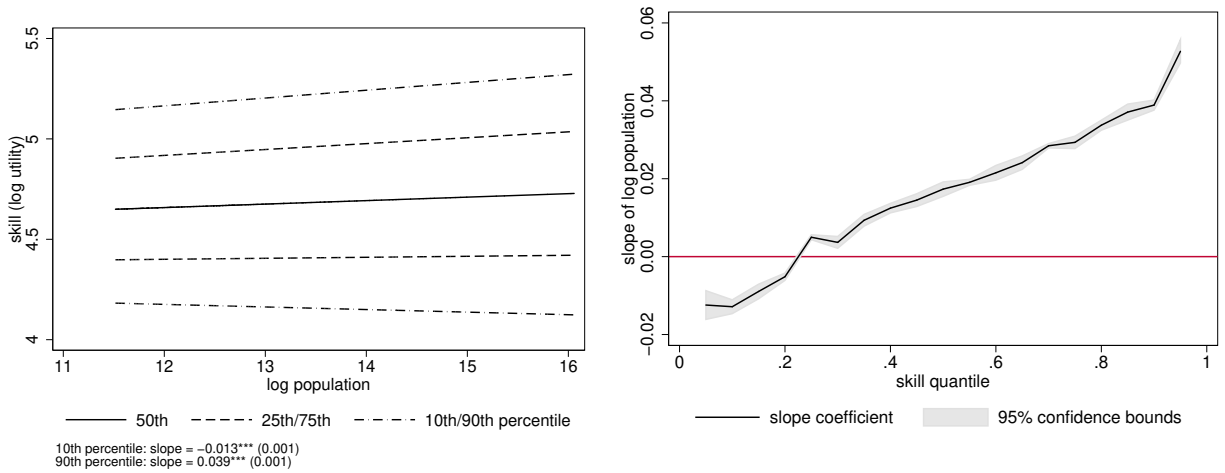 5.5
5
4.5
4
skill (log utility)
11 12 13 14 15 16
log population
50th 25th/75th 10th/90th percentile
10th percentile: slope = −0.013*** (0.001)
90th percentile: slope = 0.039*** (0.001)
0.06
0.04
0.02
0.00
−0.02
slope of log population
0 .2 .4 .6 .8 1
skill quantile
slope coefficient 95% confidence bounds